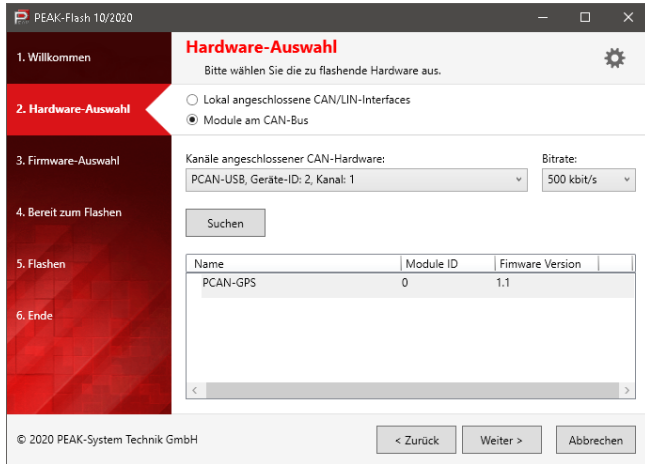 PEAK-Flash 10/2020
1. Willkommen
2. Hardware-Auswahl
3. Firmware-Auswahl
4. Bereit zum Flashen
5. Flashen
6. Ende
Hardware-Auswahl
Bitte wählen Sie die zu flashende Hardware aus.
Lokal angeschlossene CAN/LIN-Interfaces
Module am CAN-Bus
Kanäle angeschlossener CAN-Hardware: Bitrate:
PCAN-USB, Geräte-ID: 2, Kanal: 1 500 kbit/s
Suchen
Name Module ID Fimware Version
PCAN-GPS 0 1.1
© 2020 PEAK-System Technik GmbH
< Zurück Weiter > Abbrechen